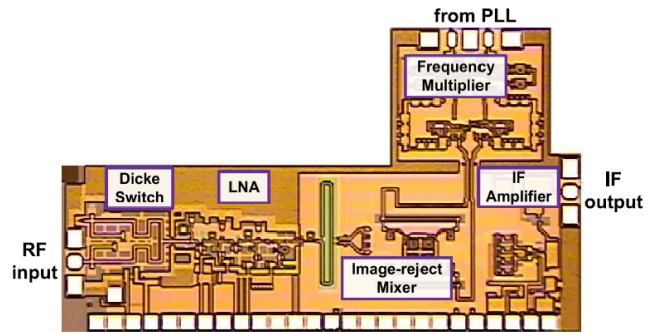 from PLL
Frequency
Multiplier
Dicke
Switch
LNA
IF
Amplifier
IF
output
RF
input
Image-reject
Mixer